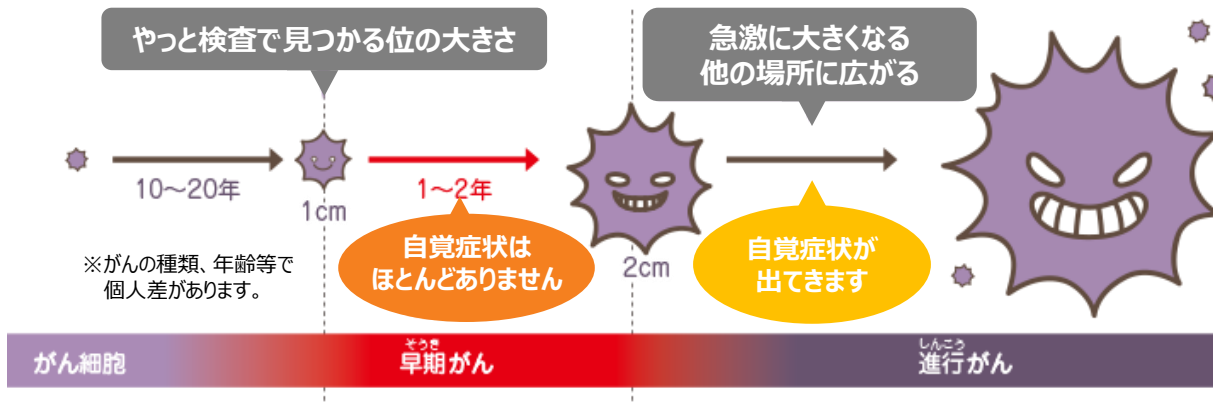 やっと検査で見つかる位の大きさ
急激に大きくなる
他の場所に広がる
10～20年
1cm
1～2年
2cm
自覚症状は
ほとんどありません
自覚症状が
出てきます
※がんの種類、年齢等で
個人差があります。
がん細胞
そうき
早期がん
しんこう
進行がん